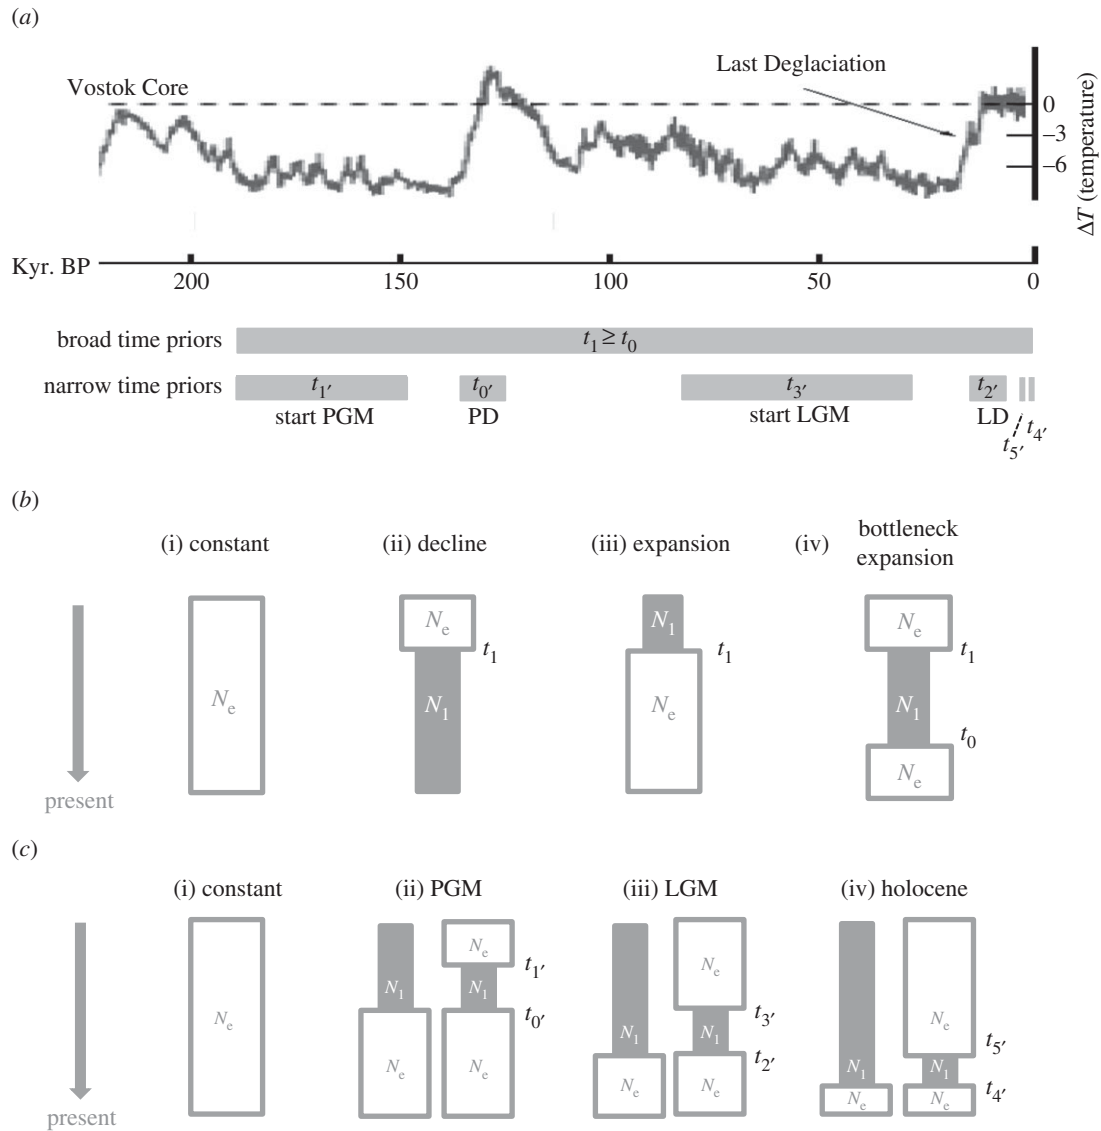 (a)
Vostok Core
Last Deglaciation
0
–3
–6
ΔT (temperature)
Kyr. BP
200 150 100 50 0
broad time priors t1 ≥ t0
narrow time priors t1′ t0′ t3′ t2′
start PGM PD start LGM LD
t5′ t4′
(b)
(i) constant (ii) decline (iii) expansion (iv) bottleneck expansion
Ne
Ne
t1
N1
N1
t1
Ne
Ne
t1
N1
t0
Ne
present
(c)
(i) constant (ii) PGM (iii) LGM (iv) holocene
Ne
N1
Ne
Ne
t1′
N1
t0′
Ne
N1
Ne
Ne
t3′
N1
t2′
Ne
N1
Ne
Ne
t5′
N1
t4′
Ne
present